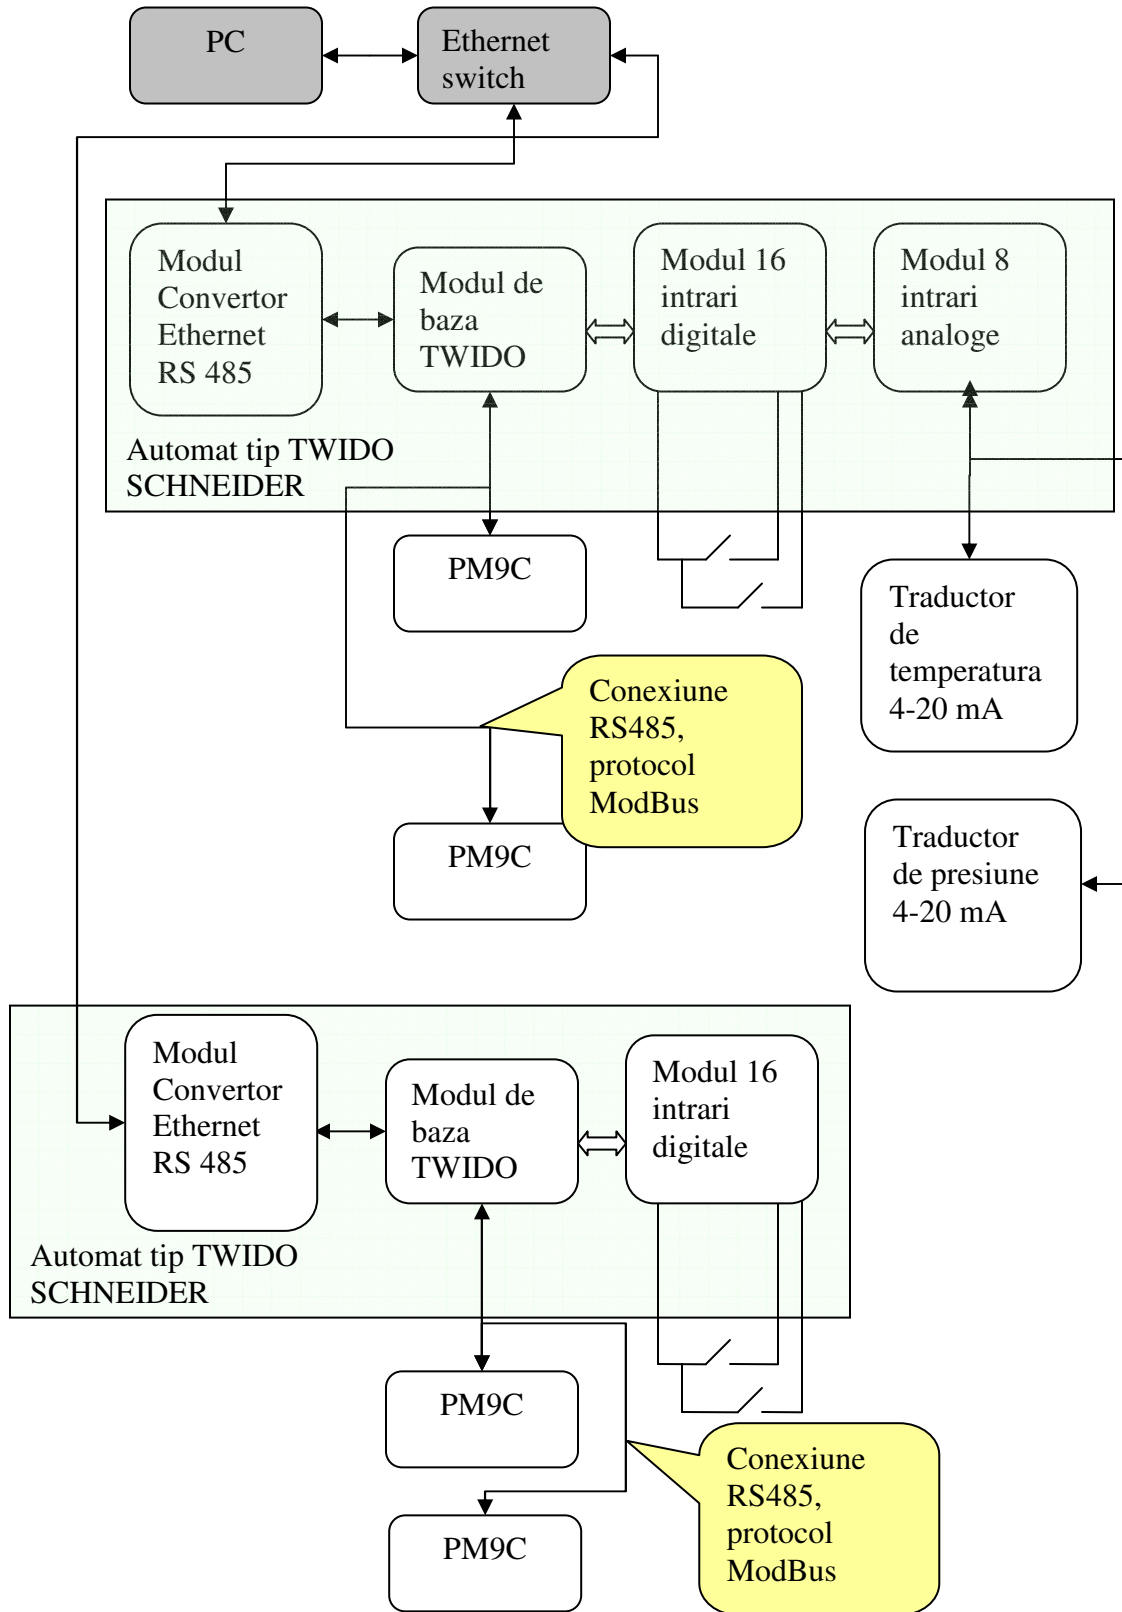 PC
Ethernet
switch
Modul
Convertor
Ethernet
RS 485
Modul de
baza
TWIDO
Modul 16
intrari
digitale
Modul 8
intrari
analoge
Automat tip TWIDO
SCHNEIDER
PM9C
Traductor
de
temperatura
4-20 mA
Conexiune
RS485,
protocol
ModBus
PM9C
Traductor
de presiune
4-20 mA
Modul
Convertor
Ethernet
RS 485
Modul de
baza
TWIDO
Modul 16
intrari
digitale
Automat tip TWIDO
SCHNEIDER
PM9C
Conexiune
RS485,
protocol
ModBus
PM9C